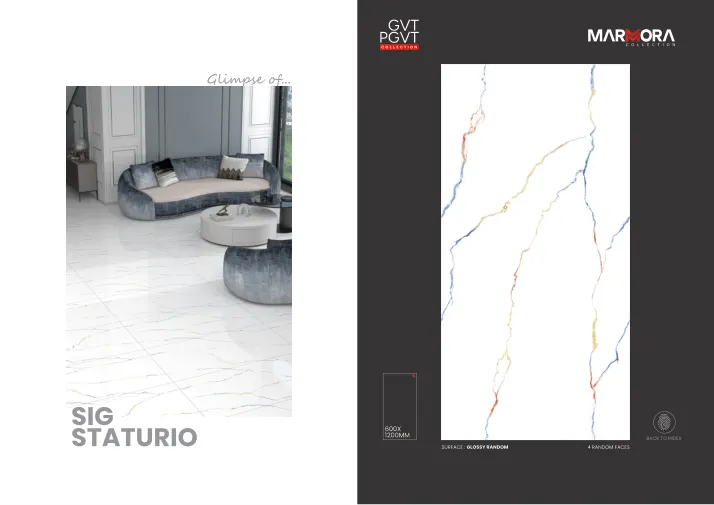 Glimpse of...
SIG
STATURIO
GVT
PGVT
COLLECTION
MARMORA
COLLECTION
600X
1200MM
SURFACE : GLOSSY RANDOM
4 RANDOM FACES
BACK TO INDEX